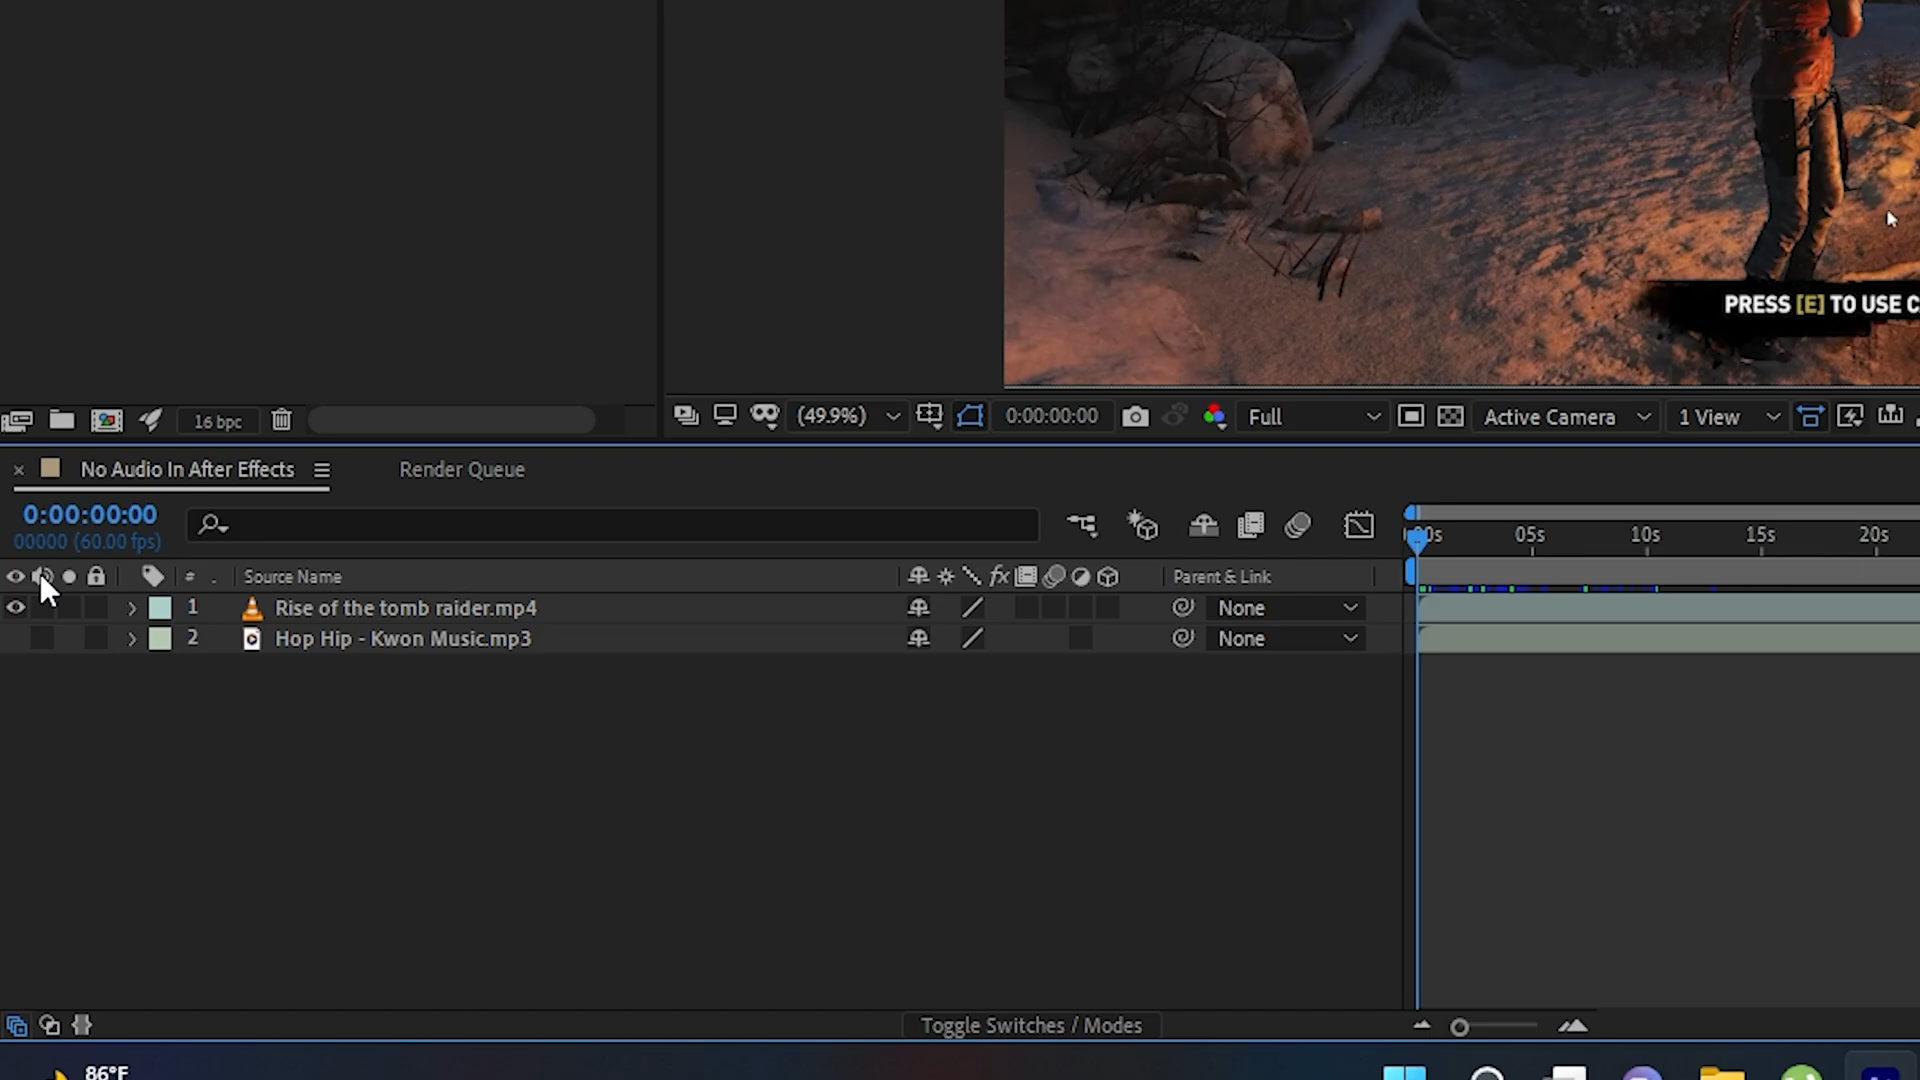 PRESS [E] TO USE C
16 bpc
(49.9%)
0:00:00:00
Full
Active Camera
1 View
No Audio In After Effects
Render Queue
0:00:00:00
00000 (60.00 fps)
0s
05s
10s
15s
20s
#
.
Source Name
fx
Parent & Link
1
Rise of the tomb raider.mp4
None
2
Hop Hip - Kwon Music.mp3
None
Toggle Switches / Modes
86°F